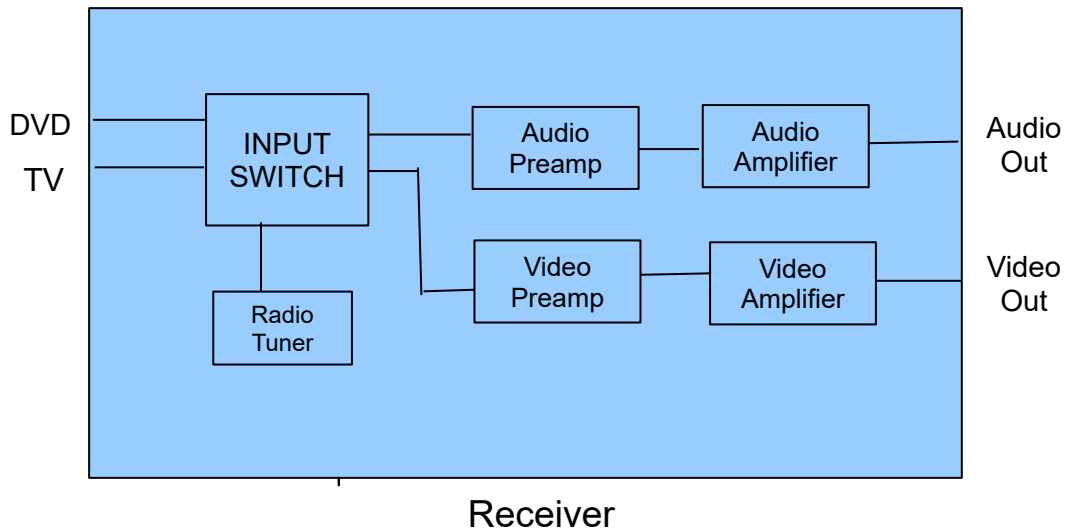 DVD
TV
INPUT
SWITCH
Radio
Tuner
Audio
Preamp
Audio
Amplifier
Video
Preamp
Video
Amplifier
Audio
Out
Video
Out
Receiver